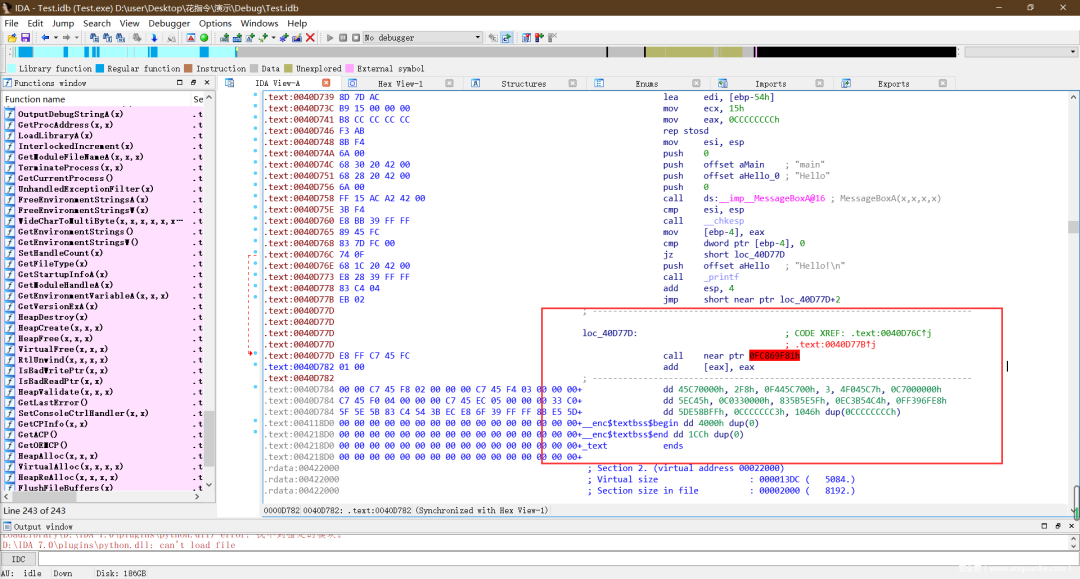 IDA - Test.idb (Test.exe) D:\user\Desktop\花指令\演示\Debug\Test.idb
File Edit Jump Search View Debugger Options Windows Help
No debugger
Library function Regular function Instruction Data Unexplored External symbol
Functions window
IDA View-A Hex View-1 Structures Enums Imports Exports
Function name Se
OutputDebugStringA(x) .t
GetProcAddress(x,x) .t
LoadLibraryA(x) .t
InterlockedIncrement(x) .t
GetModuleFileNameA(x,x,x) .t
TerminateProcess(x,x) .t
GetCurrentProcess() .t
UnhandledExceptionFilter(x) .t
FreeEnvironmentStringsA(x) .t
FreeEnvironmentStringsW(x) .t
WideCharToMultiByte(x,x,x,x,x,… .t
GetEnvironmentStrings() .t
GetEnvironmentStringsW() .t
SetHandleCount(x) .t
GetFileType(x) .t
GetStartupInfoA(x) .t
GetModuleHandleA(x) .t
GetEnvironmentVariableA(x,x,x) .t
GetVersionExA(x) .t
HeapDestroy(x) .t
HeapCreate(x,x,x) .t
HeapFree(x,x,x) .t
VirtualFree(x,x,x) .t
RtlUnwind(x,x,x,x) .t
IsBadWritePtr(x,x) .t
IsBadReadPtr(x,x) .t
HeapValidate(x,x,x) .t
GetLastError() .t
SetConsoleCtrlHandler(x,x) .t
GetCPInfo(x,x) .t
GetACP() .t
GetOEMCP() .t
HeapAlloc(x,x,x) .t
VirtualAlloc(x,x,x,x) .t
HeapReAlloc(x,x,x,x) .t
FlushFileBuffers(x) .t
Line 243 of 243
.text:0040D739 8D 7D AC lea edi, [ebp-54h]
.text:0040D73C B9 15 00 00 00 mov ecx, 15h
.text:0040D741 B8 CC CC CC CC mov eax, 0CCCCCCCCh
.text:0040D746 F3 AB rep stosd
.text:0040D748 8B F4 mov esi, esp
.text:0040D74A 6A 00 push 0
.text:0040D74C 68 30 20 42 00 push offset aMain ; "main"
.text:0040D751 68 28 20 42 00 push offset aHello_0 ; "Hello"
.text:0040D756 6A 00 push 0
.text:0040D758 FF 15 AC A2 42 00 call ds:__imp__MessageBoxA@16 ; MessageBoxA(x,x,x,x)
.text:0040D75E 3B F4 cmp esi, esp
.text:0040D760 E8 BB 39 FF FF call __chkesp
.text:0040D765 89 45 FC mov [ebp-4], eax
.text:0040D768 83 7D FC 00 cmp dword ptr [ebp-4], 0
.text:0040D76C 74 0F jz short loc_40D77D
.text:0040D76E 68 1C 20 42 00 push offset aHello ; "Hello!\n"
.text:0040D773 E8 28 39 FF FF call _printf
.text:0040D778 83 C4 04 add esp, 4
.text:0040D77B EB 02 jmp short near ptr loc_40D77D+2
.text:0040D77D ; ---------------------------------------------------------------------------
.text:0040D77D
.text:0040D77D loc_40D77D: ; CODE XREF: .text:0040D76C↑j
.text:0040D77D ; .text:0040D77B↑j
.text:0040D77D E8 FF C7 45 FC call near ptr 0FC869F81h
.text:0040D782 01 00 add [eax], eax
.text:0040D782 ; ---------------------------------------------------------------------------
.text:0040D784 00 00 C7 45 F8 02 00 00 00 C7 45 F4 03 00 00 00+ dd 45C70000h, 2F8h, 0F445C700h, 3, 4F045C7h, 0C7000000h
.text:0040D784 C7 45 F0 04 00 00 00 C7 45 EC 05 00 00 00 33 C0+ dd 5EC45h, 0C0330000h, 835B5E5Fh, 0EC3B54C4h, 0FF396FE8h
.text:0040D784 5F 5E 5B 83 C4 54 3B EC E8 6F 39 FF FF 8B E5 5D+ dd 5DE58BFFh, 0CCCCCCC3h, 1046h dup(0CCCCCCCCh)
.text:004118D0 00 00 00 00 00 00 00 00 00 00 00 00 00 00 00 00+__enc$textbss$begin dd 4000h dup(0)
.text:004218D0 00 00 00 00 00 00 00 00 00 00 00 00 00 00 00 00+__enc$textbss$end dd 1CCh dup(0)
.text:004218D0 00 00 00 00 00 00 00 00 00 00 00 00 00 00 00 00+_text ends
.text:004218D0 00 00 00 00 00 00 00 00 00 00 00 00 00 00 00 00+
.rdata:00422000 ; Section 2. (virtual address 00022000)
.rdata:00422000 ; Virtual size : 000013DC ( 5084.)
.rdata:00422000 ; Section size in file : 00002000 ( 8192.)
0000D782 0040D782: .text:0040D782 (Synchronized with Hex View-1)
Output window
D:\IDA 7.0\plugins\python.dll: can't load file
IDC
AU: idle Down Disk: 186GB